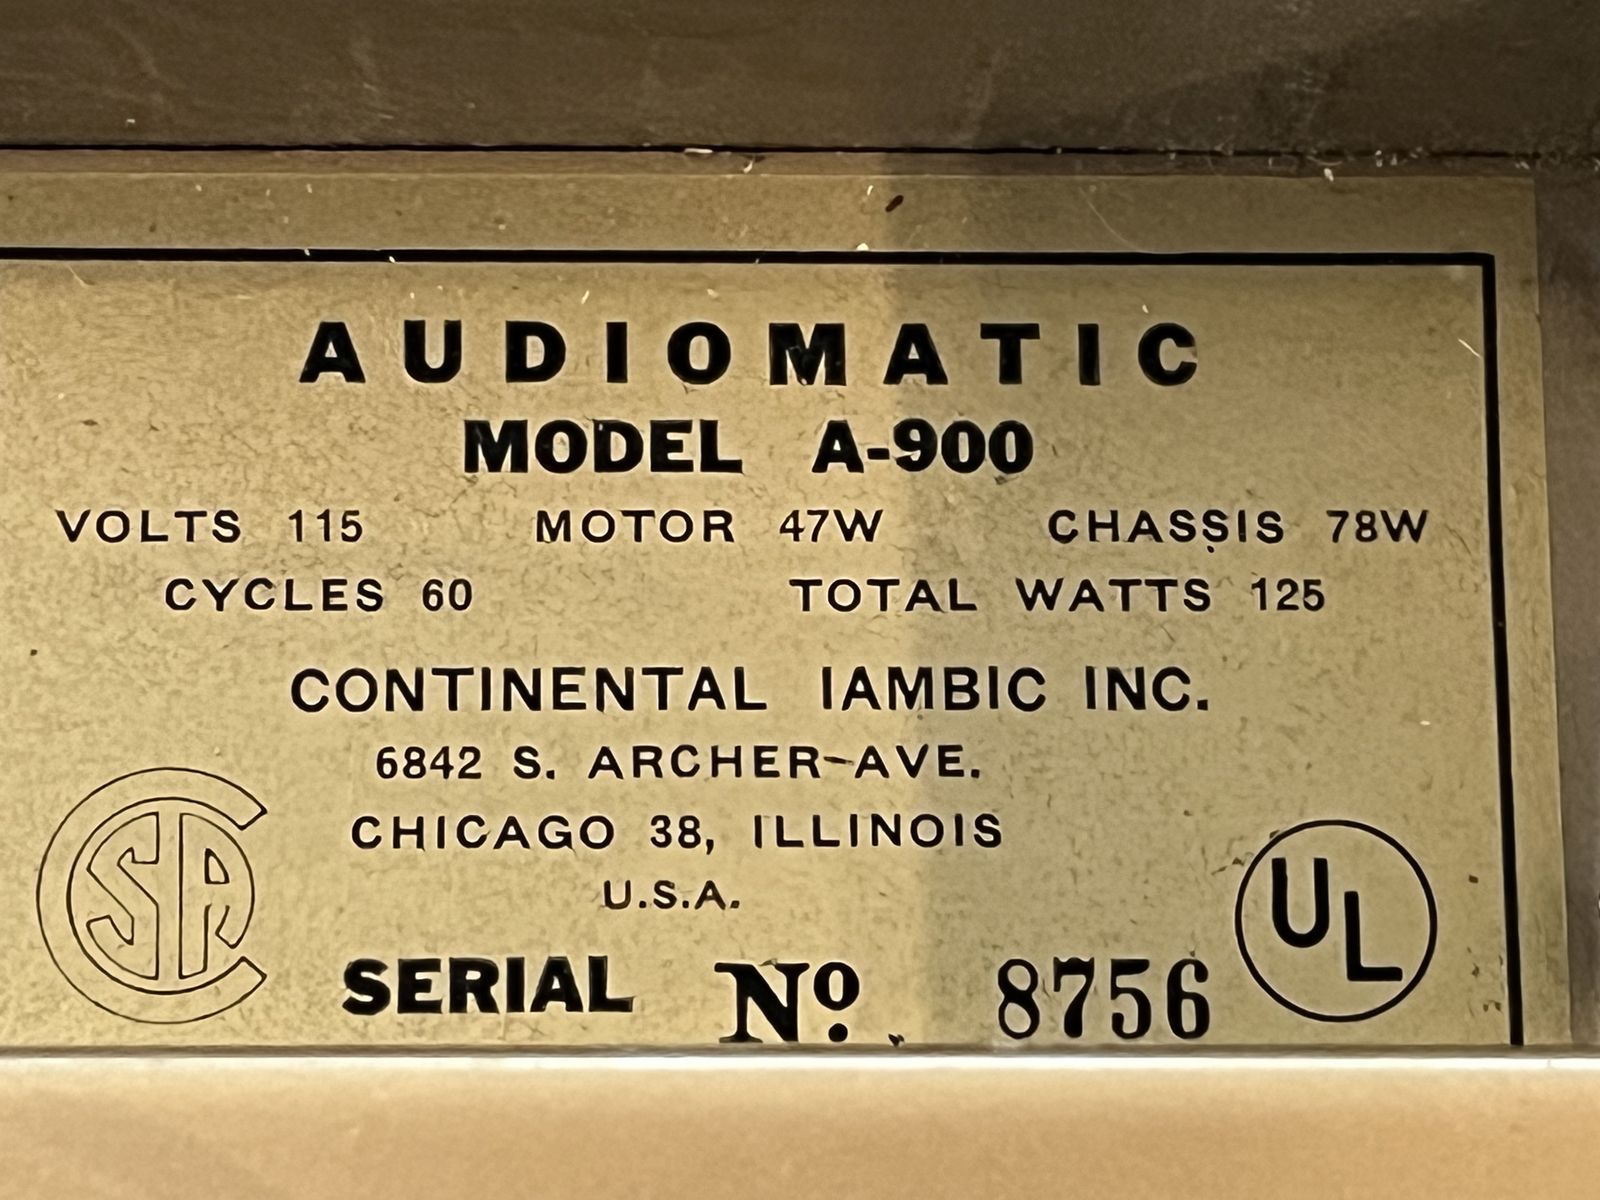 AUDIOMATIC
MODEL A-900
VOLTS 115 MOTOR 47W CHASSIS 78W
CYCLES 60 TOTAL WATTS 125
CONTINENTAL IAMBIC INC.
6842 S. ARCHER-AVE.
CHICAGO 38, ILLINOIS
U.S.A.
CSA
UL
SERIAL Nº. 8756